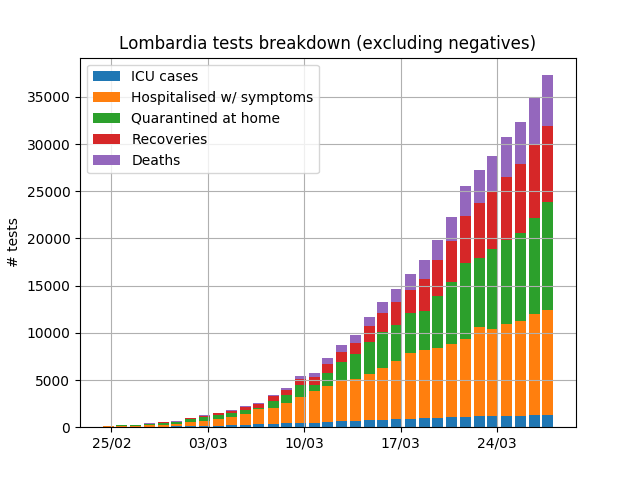 Lombardia tests breakdown (excluding negatives)
ICU cases
Hospitalised w/ symptoms
Quarantined at home
Recoveries
Deaths
# tests
35000
30000
25000
20000
15000
10000
5000
0
25/02 03/03 10/03 17/03 24/03